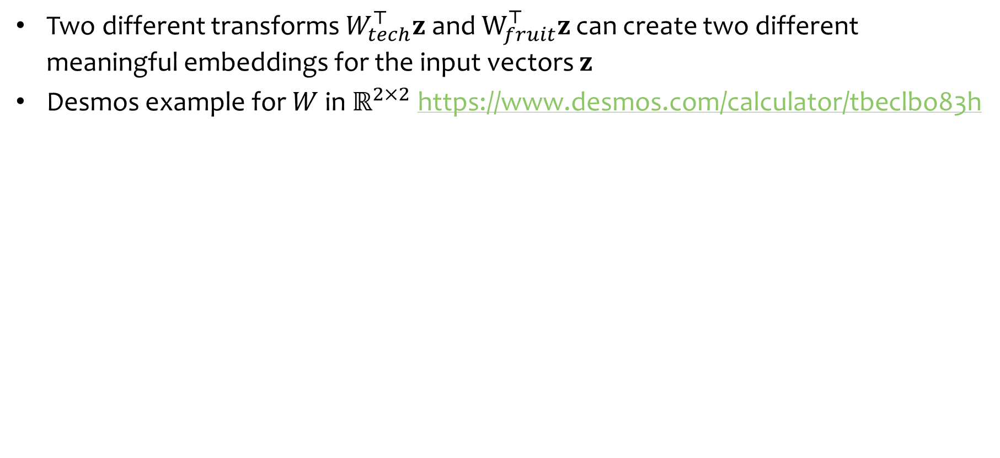 • Two different transforms $W_{tech}^{\top}\mathbf{z}$ and $\mathrm{W}_{fruit}^{\top}\mathbf{z}$ can create two different
meaningful embeddings for the input vectors $\mathbf{z}$
• Desmos example for $W$ in $\mathbb{R}^{2\times 2}$ https://www.desmos.com/calculator/tbeclbo83h